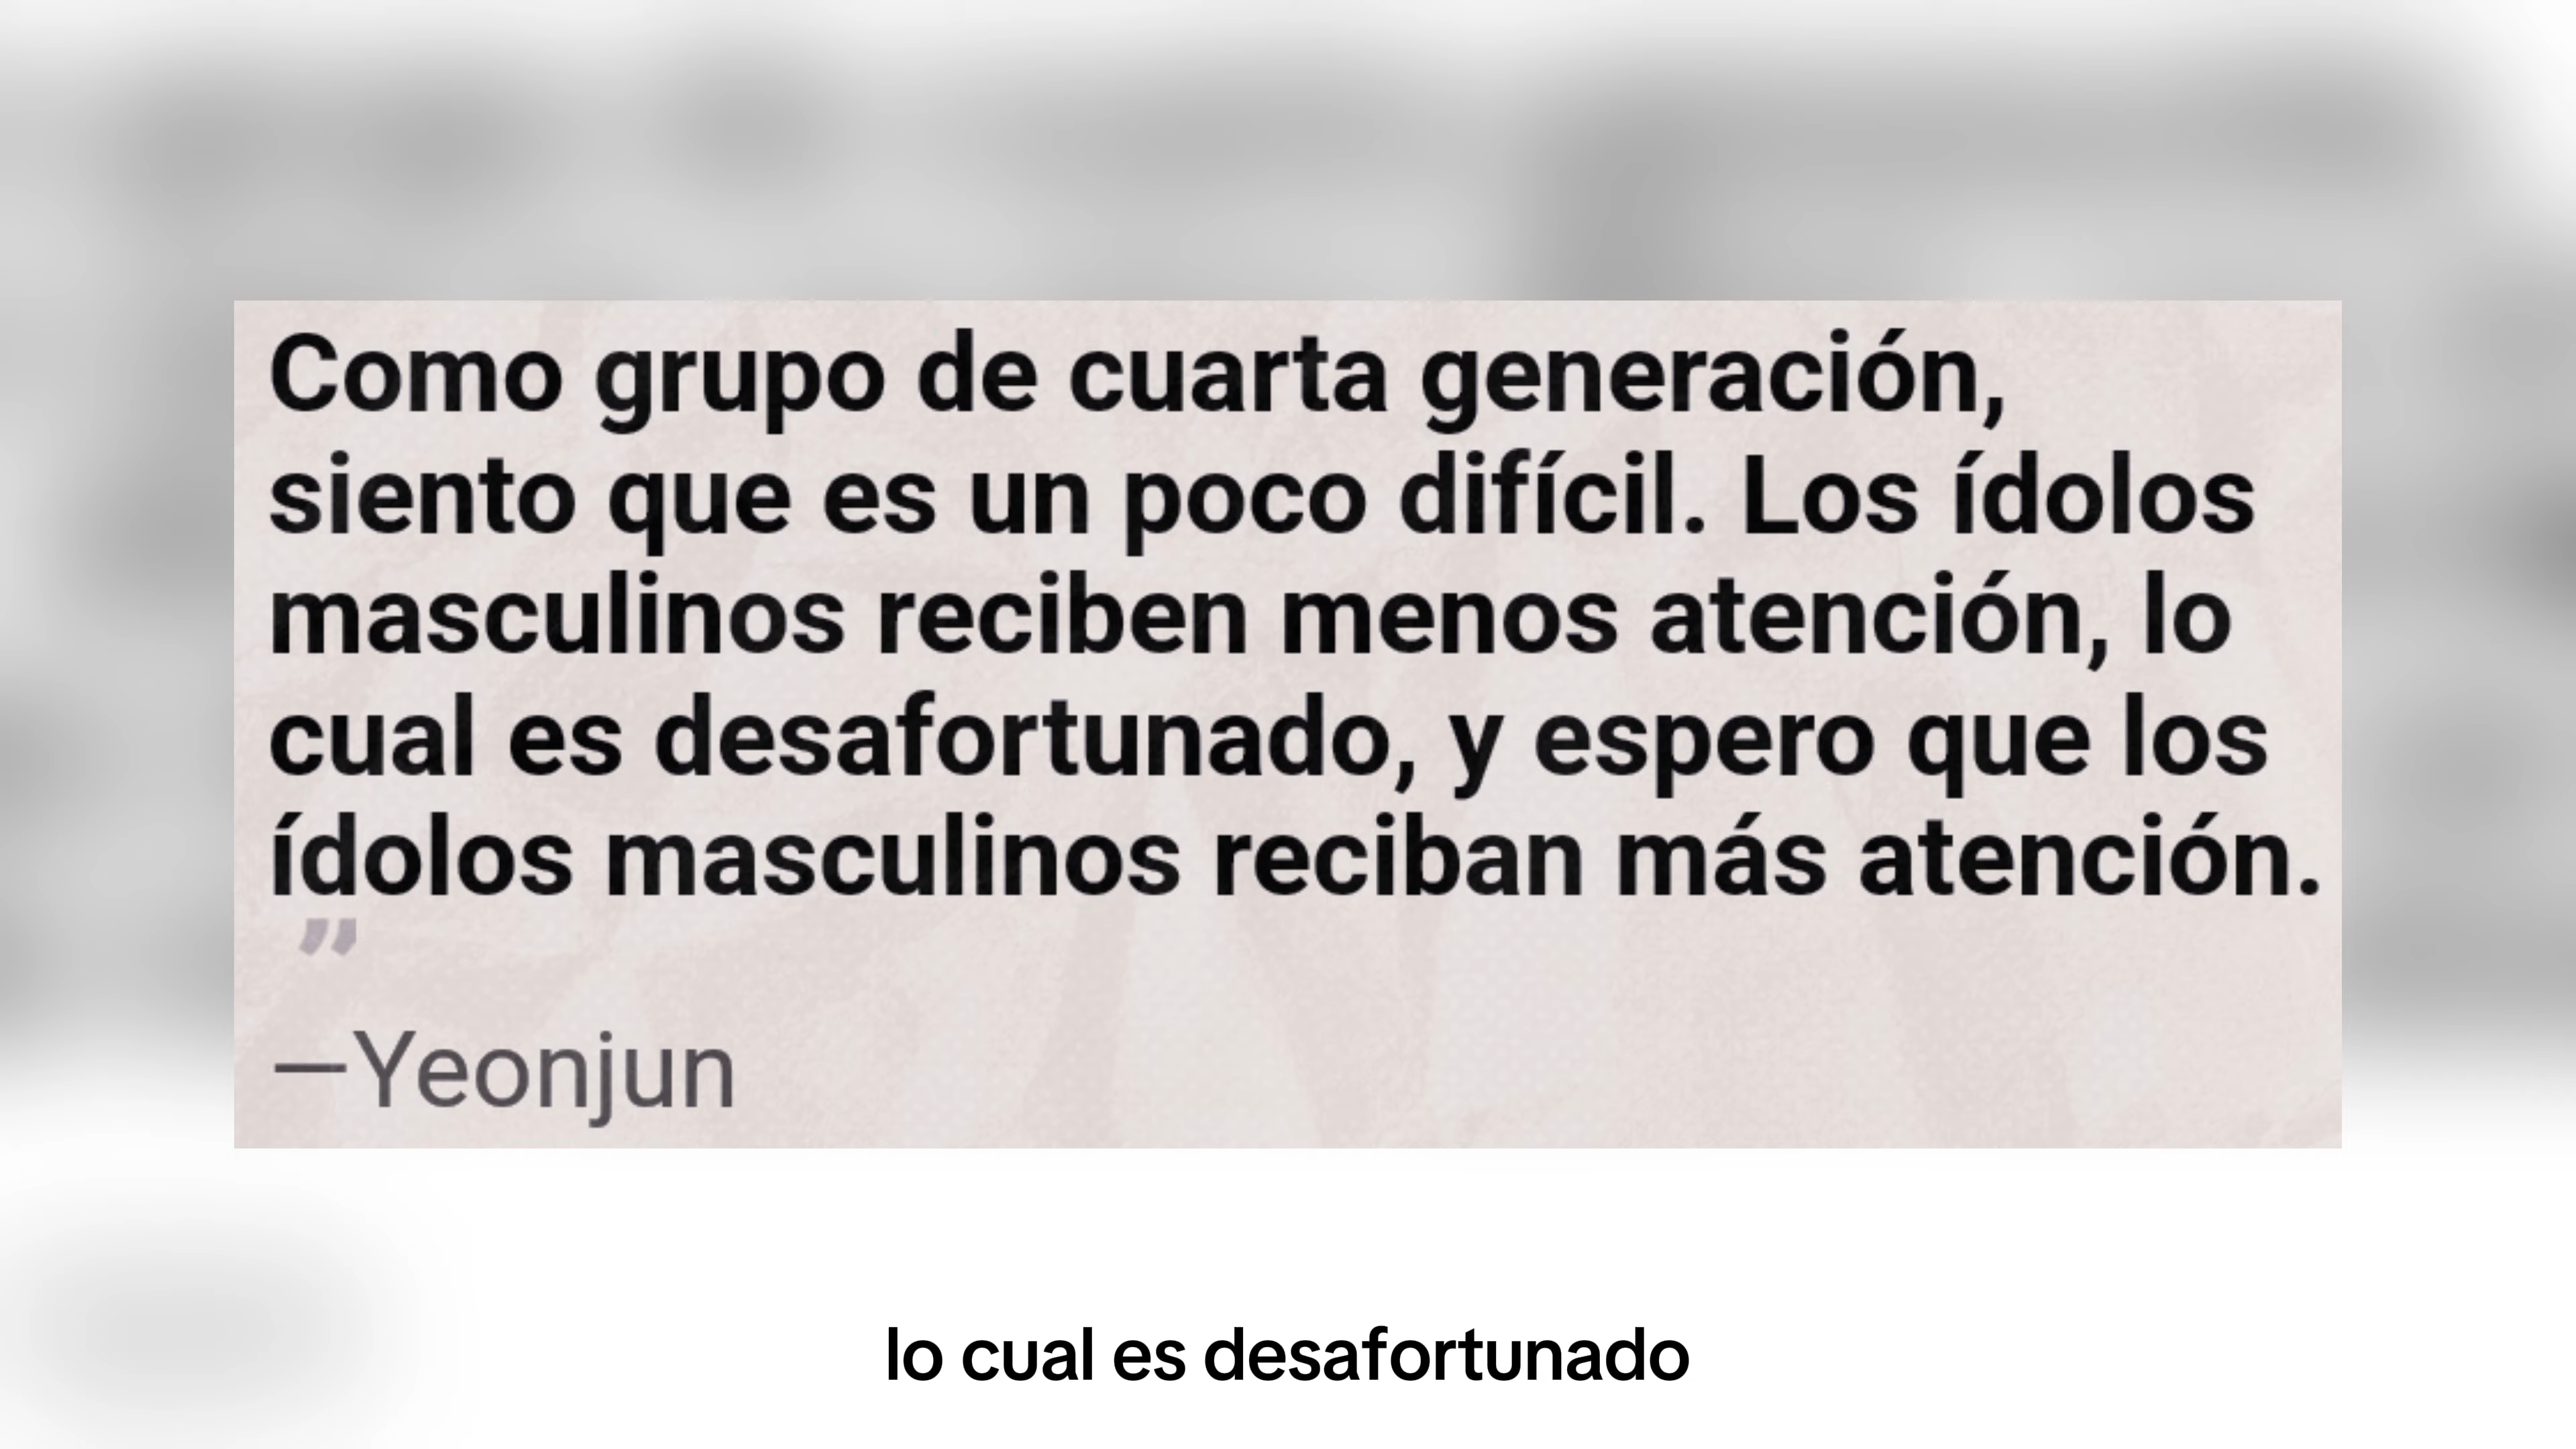 Como grupo de cuarta generación,
siento que es un poco difícil. Los ídolos
masculinos reciben menos atención, lo
cual es desafortunado, y espero que los
ídolos masculinos reciban más atención.
”
—Yeonjun
lo cual es desafortunado